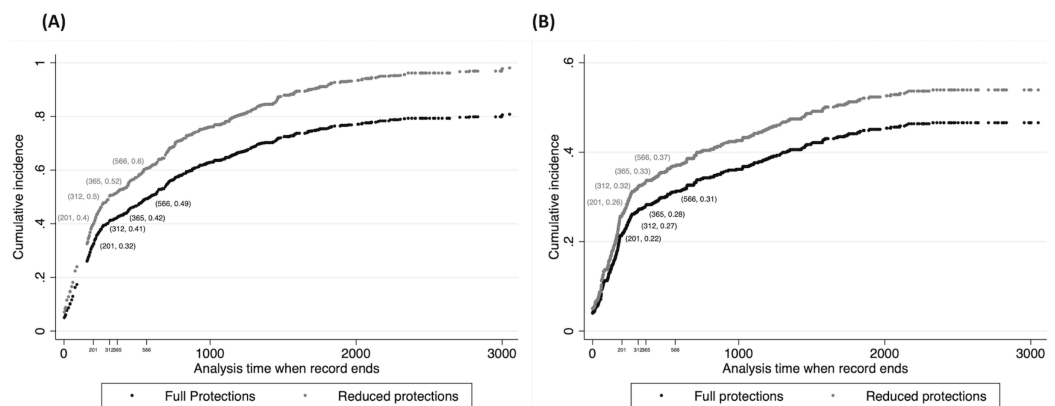 (A)
Cumulative incidence
1
.8
.6
.4
.2
0
(566, 0.6)
(365, 0.52)
(312, 0.5)
(201, 0.4)
(566, 0.49)
(365, 0.42)
(312, 0.41)
(201, 0.32)
0 201 312 365 566 1000 2000 3000
Analysis time when record ends
Full Protections Reduced protections
(B)
Cumulative incidence
.6
.4
.2
0
(566, 0.37)
(365, 0.33)
(312, 0.32)
(201, 0.26)
(566, 0.31)
(365, 0.28)
(312, 0.27)
(201, 0.22)
0 201 312 365 566 1000 2000 3000
Analysis time when record ends
Full protections Reduced protections